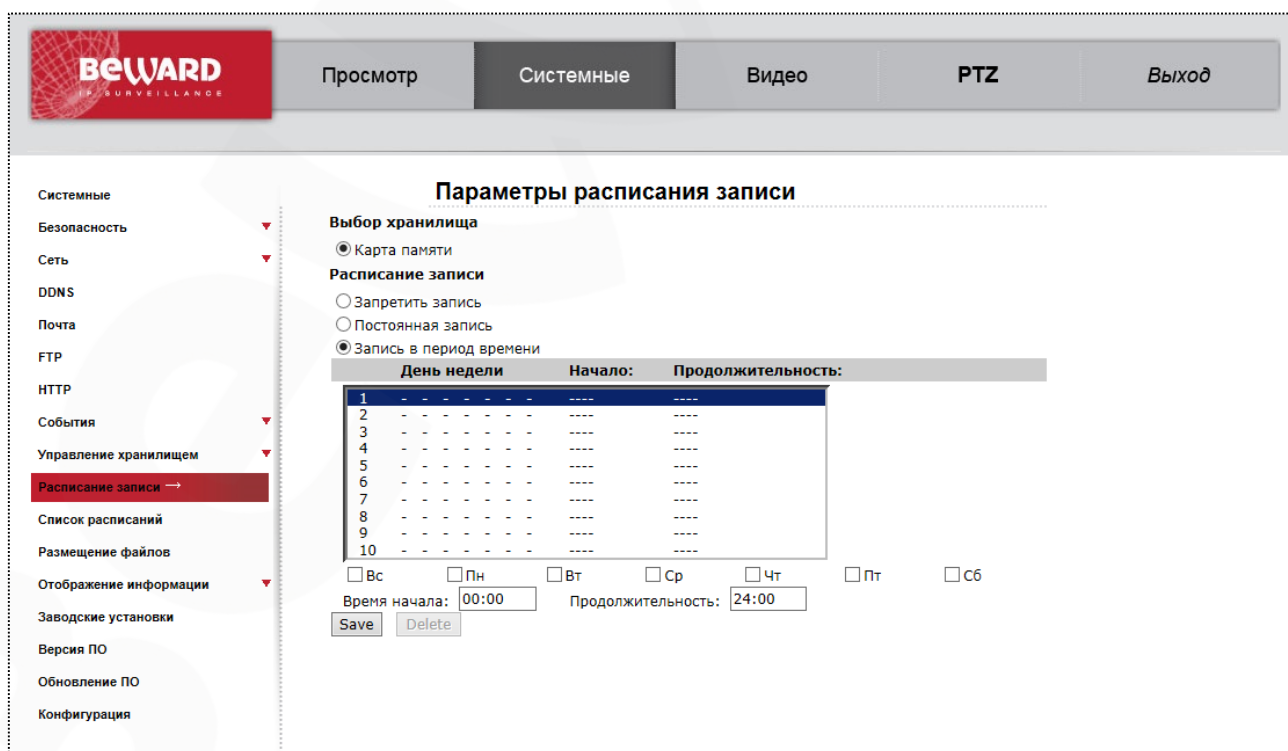 BEWARD
IP SURVEILLANCE
Просмотр Системные Видео PTZ Выход
Системные
Безопасность
Сеть
DDNS
Почта
FTP
HTTP
События
Управление хранилищем
Расписание записи →
Список расписаний
Размещение файлов
Отображение информации
Заводские установки
Версия ПО
Обновление ПО
Конфигурация
Параметры расписания записи
Выбор хранилища
Карта памяти
Расписание записи
Запретить запись
Постоянная запись
Запись в период времени
День недели Начало: Продолжительность:
1 - - - - - - - ---- ----
2 - - - - - - - ---- ----
3 - - - - - - - ---- ----
4 - - - - - - - ---- ----
5 - - - - - - - ---- ----
6 - - - - - - - ---- ----
7 - - - - - - - ---- ----
8 - - - - - - - ---- ----
9 - - - - - - - ---- ----
10 - - - - - - - ---- ----
Вс Пн Вт Ср Чт Пт Сб
Время начала: 00:00 Продолжительность: 24:00
Save Delete